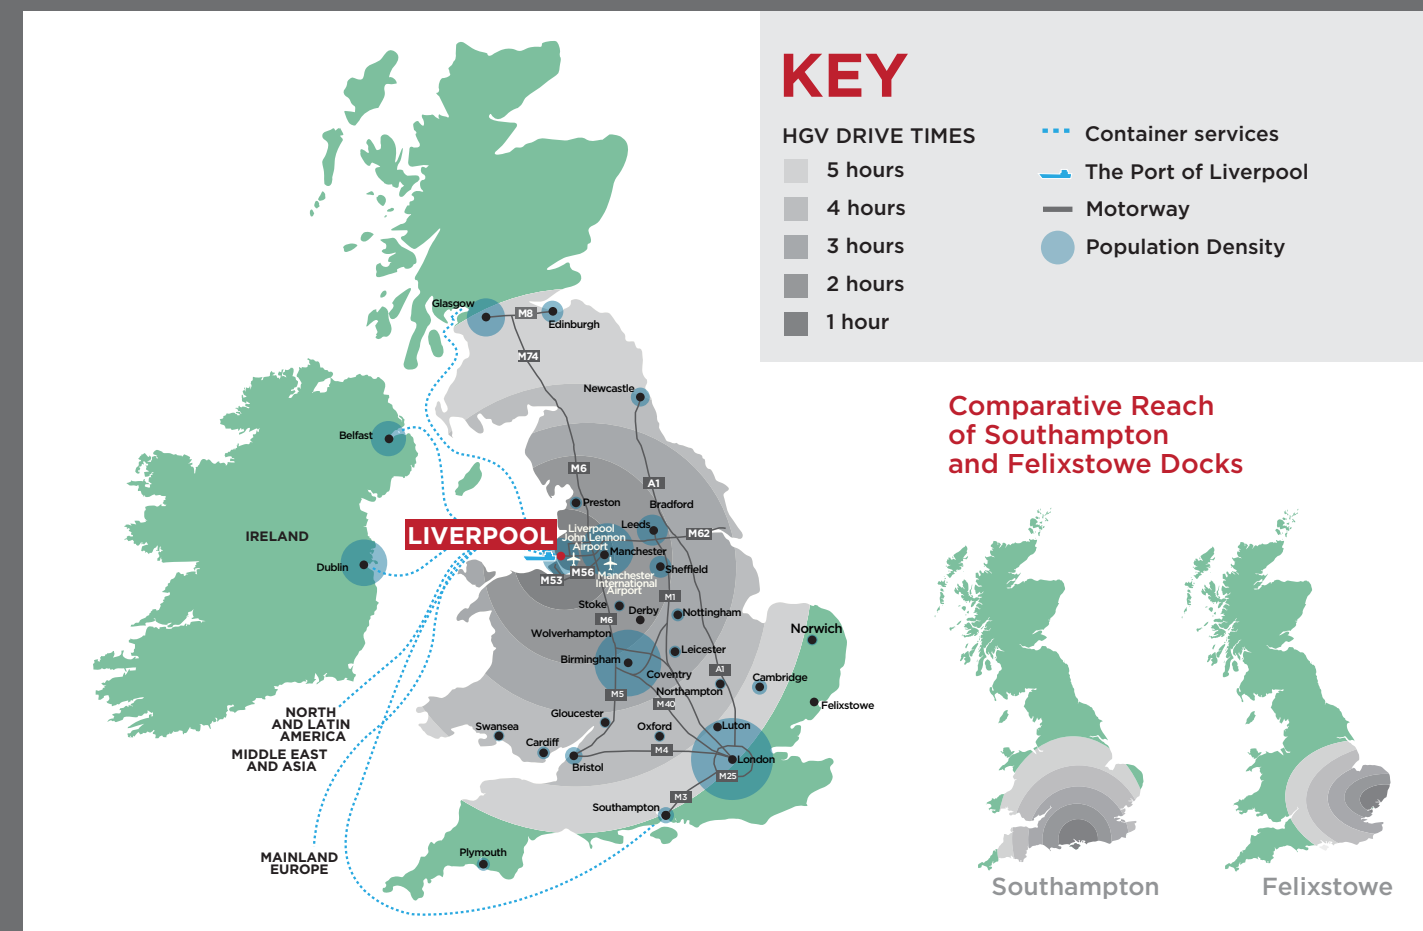 KEY
HGV DRIVE TIMES
5 hours
4 hours
3 hours
2 hours
1 hour
Container services
The Port of Liverpool
Motorway
Population Density
Comparative Reach
of Southampton
and Felixstowe Docks
Southampton
Felixstowe
Glasgow
M8
Edinburgh
M74
Newcastle
Belfast
M6
A1
Preston
Bradford
IRELAND
LIVERPOOL
Liverpool
John Lennon
Airport
Leeds
M62
Manchester
Dublin
M53
M56
Manchester
International
Airport
Sheffield
Stoke
Derby
M1
Nottingham
M6
Wolverhampton
Norwich
Birmingham
Leicester
Coventry
A1
Cambridge
M5
Northampton
M40
Felixstowe
NORTH
AND LATIN
AMERICA
MIDDLE EAST
AND ASIA
Gloucester
Swansea
Oxford
Luton
Cardiff
M4
Bristol
London
M25
M3
Southampton
MAINLAND
EUROPE
Plymouth